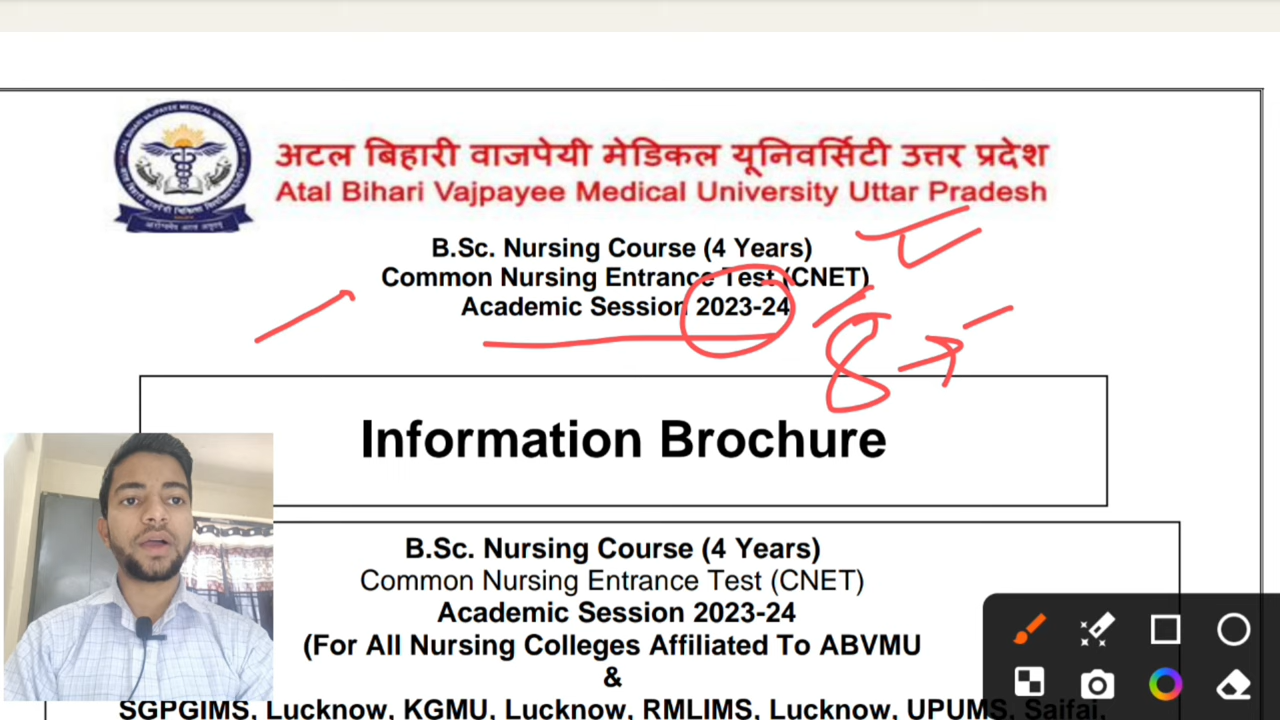 अटल बिहारी वाजपेयी मेडिकल यूनिवर्सिटी उत्तर प्रदेश
Atal Bihari Vajpayee Medical University Uttar Pradesh
B.Sc. Nursing Course (4 Years)
Common Nursing Entrance Test (CNET)
Academic Session 2023-24
8
Information Brochure
B.Sc. Nursing Course (4 Years)
Common Nursing Entrance Test (CNET)
Academic Session 2023-24
(For All Nursing Colleges Affiliated To ABVMU
&
SGPGIMS, Lucknow, KGMU, Lucknow, RMLIMS, Lucknow, UPUMS, Saifai,